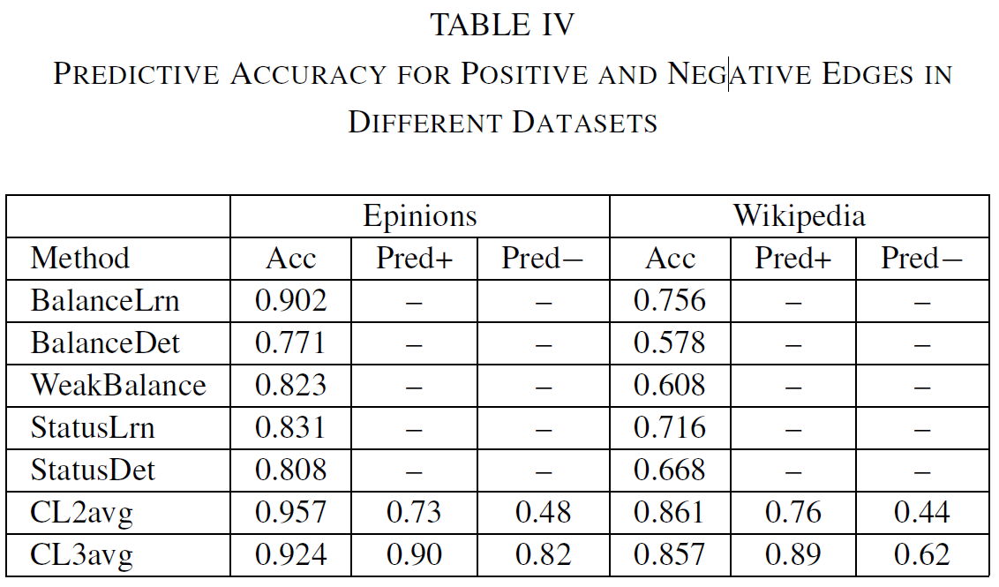 TABLE IV
PREDICTIVE ACCURACY FOR POSITIVE AND NEGATIVE EDGES IN
DIFFERENT DATASETS
Epinions Wikipedia
Method Acc Pred+ Pred− Acc Pred+ Pred−
BalanceLrn 0.902 – – 0.756 – –
BalanceDet 0.771 – – 0.578 – –
WeakBalance 0.823 – – 0.608 – –
StatusLrn 0.831 – – 0.716 – –
StatusDet 0.808 – – 0.668 – –
CL2avg 0.957 0.73 0.48 0.861 0.76 0.44
CL3avg 0.924 0.90 0.82 0.857 0.89 0.62